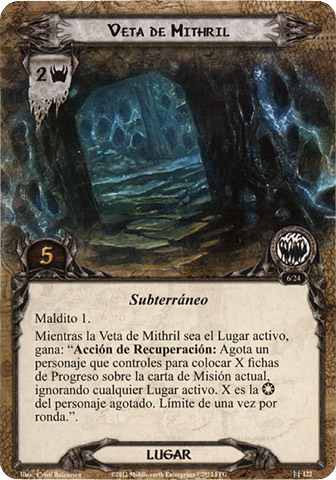 Veta de Mithril
2
5
6/24
Subterráneo
Maldito 1.
Mientras la Veta de Mithril sea el Lugar activo,
gana: “Acción de Recuperación: Agota un
personaje que controles para colocar X fichas
de Progreso sobre la carta de Misión actual,
ignorando cualquier Lugar activo. X es la
del personaje agotado. Límite de una vez por
ronda.”.
LUGAR
Ilus. Cristi Balanescu
©2012 Middle-earth Enterprises ©2012 FFG
122